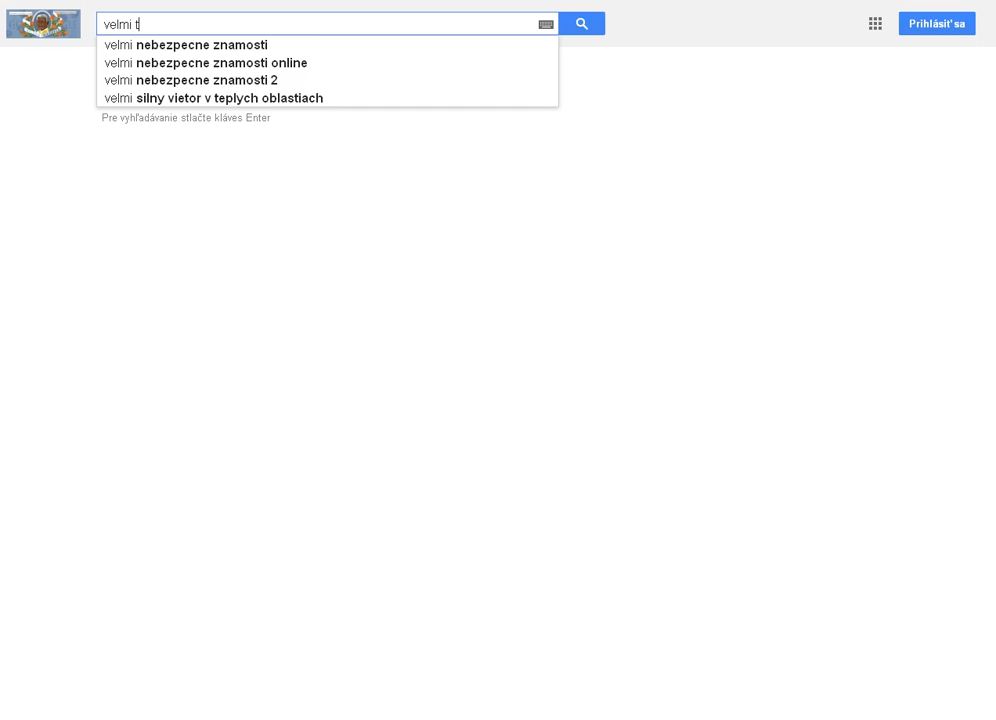 velmi t
Prihlásiť sa
velmi nebezpecne znamosti
velmi nebezpecne znamosti online
velmi nebezpecne znamosti 2
velmi silny vietor v teplych oblastiach
Pre vyhľadávanie stlačte kláves Enter